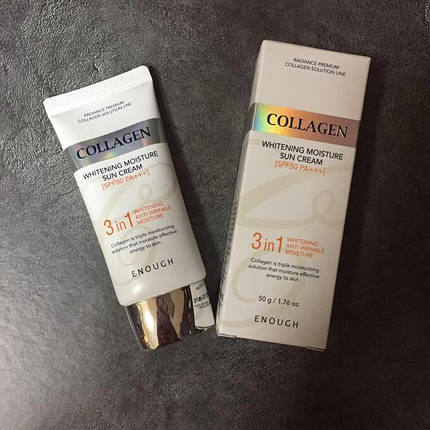 RADIANCE PREMIUM
COLLAGEN SOLUTION LINE
COLLAGEN
WHITENING MOISTURE
SUN CREAM
[SPF50 PA+++]
3 in 1
WHITENING
ANTI WRINKLE
MOISTURE
Collagen is triple moisturizing
solution that moisture effective
energy to skin.
ENOUGH
RADIANCE PREMIUM
COLLAGEN SOLUTION LINE
COLLAGEN
WHITENING MOISTURE
SUN CREAM
[SPF50 PA+++]
3 in 1
WHITENING
ANTI WRINKLE
MOISTURE
Collagen is triple moisturizing
solution that moisture effective
energy to skin.
50 g / 1.76 oz.
ENOUGH